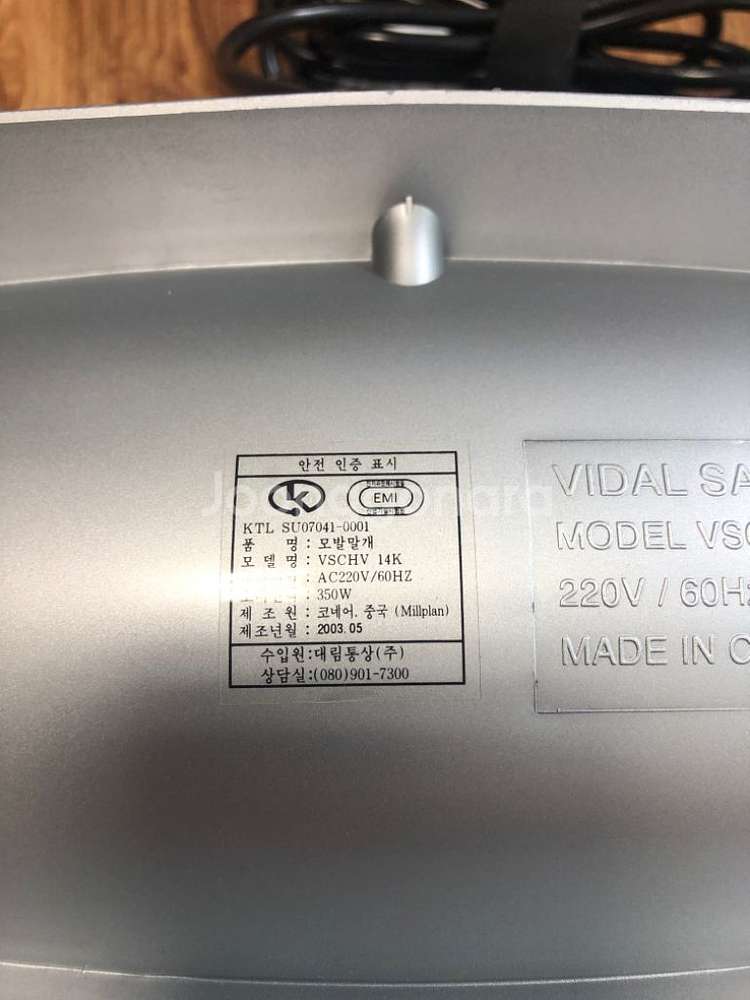 안전 인증 표시
EMI
KTL SU07041-0001
품 명 : 모발말개
모 델 명 : VSCHV 14K
: AC220V/60HZ
: 350W
제 조 원 : 코네어. 중국 (Millplan)
제조년월 : 2003.05
수입원:대림통상(주)
상담실:(080)901-7300
VIDAL SA
MODEL VSC
220V / 60Hz
MADE IN C